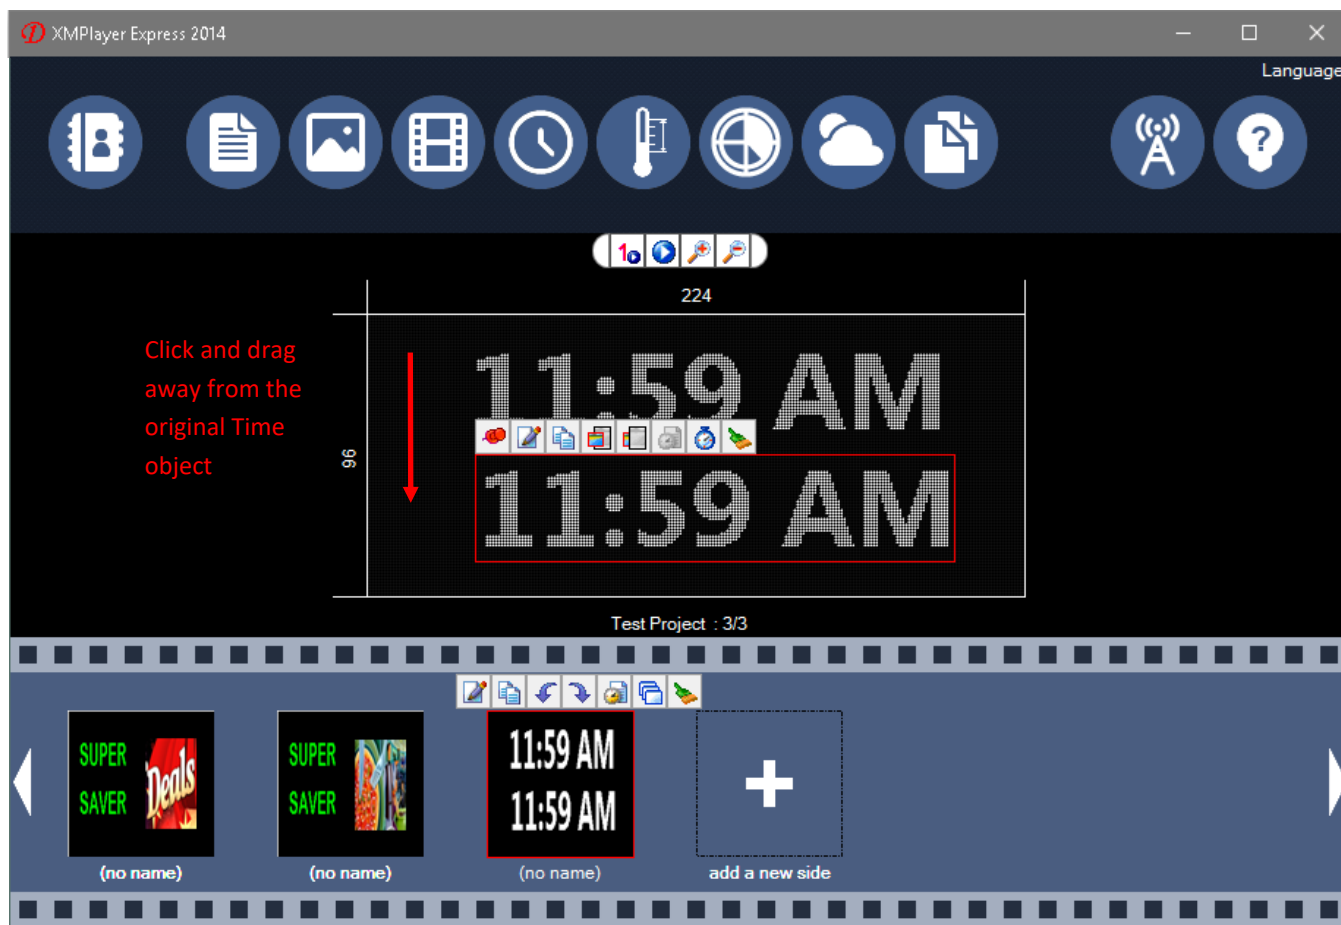 XMPlayer Express 2014
Language
1
224
Click and drag
away from the
original Time
object
96
11:59 AM
11:59 AM
Test Project : 3/3
SUPER
SAVER
Deals
SUPER
SAVER
11:59 AM
11:59 AM
(no name)
(no name)
(no name)
add a new side